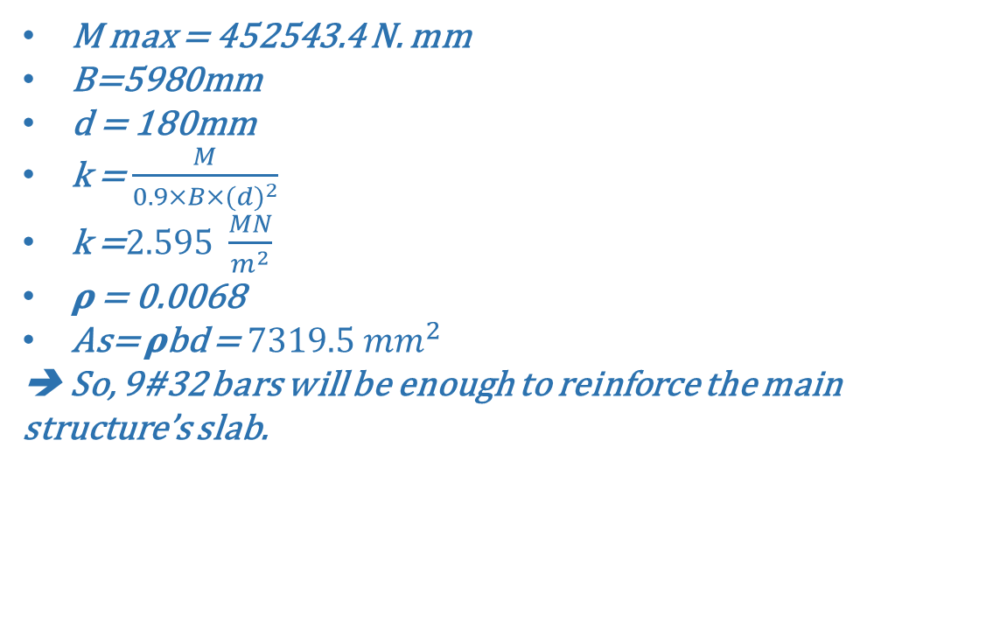 • M max = 452543.4 N. mm
• B=5980mm
• d = 180mm
• k = M / 0.9×B×(d)²
• k =2.595 MN / m²
• ρ = 0.0068
• As= ρbd = 7319.5 mm²
➔ So, 9#32 bars will be enough to reinforce the main
structure’s slab.